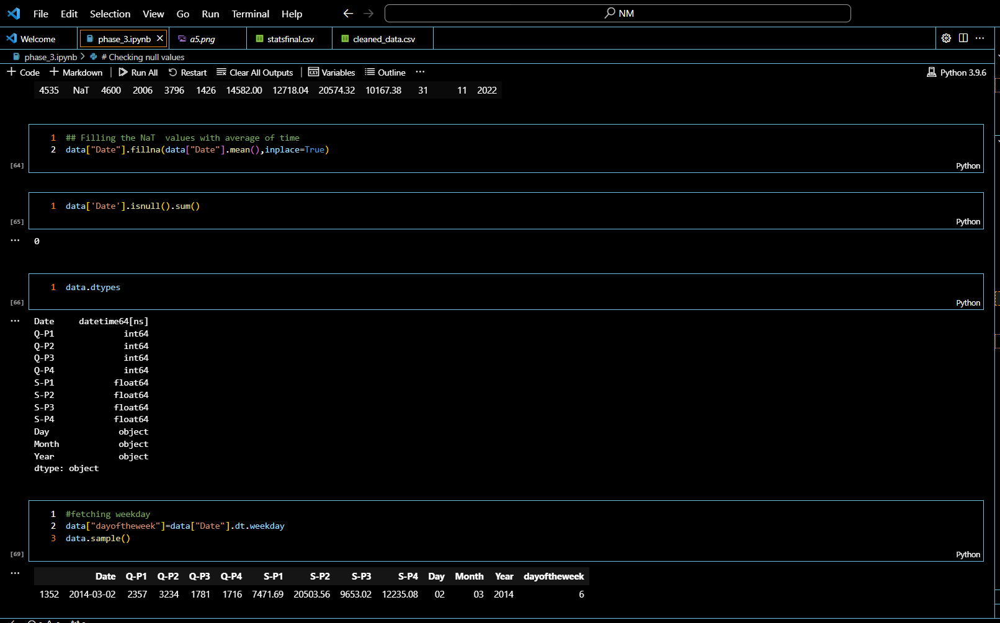 File Edit Selection View Go Run Terminal Help NM
Welcome phase_3.ipynb a5.png statsfinal.csv cleaned_data.csv
phase_3.ipynb > # Checking null values
+ Code + Markdown | Run All Restart Clear All Outputs | Variables Outline ... Python 3.9.6
4535 NaT 4600 2006 3796 1426 14582.00 12718.04 20574.32 10167.38 31 11 2022
1 ## Filling the NaT  values with average of time
2 data["Date"].fillna(data["Date"].mean(),inplace=True)
[64] Python
1 data['Date'].isnull().sum()
[65] Python
... 0
1 data.dtypes
[66] Python
... Date datetime64[ns]
Q-P1 int64
Q-P2 int64
Q-P3 int64
Q-P4 int64
S-P1 float64
S-P2 float64
S-P3 float64
S-P4 float64
Day object
Month object
Year object
dtype: object
1 #fetching weekday
2 data["dayoftheweek"]=data["Date"].dt.weekday
3 data.sample()
[69] Python
... Date Q-P1 Q-P2 Q-P3 Q-P4 S-P1 S-P2 S-P3 S-P4 Day Month Year dayoftheweek
1352 2014-03-02 2357 3234 1781 1716 7471.69 20503.56 9653.02 12235.08 02 03 2014 6